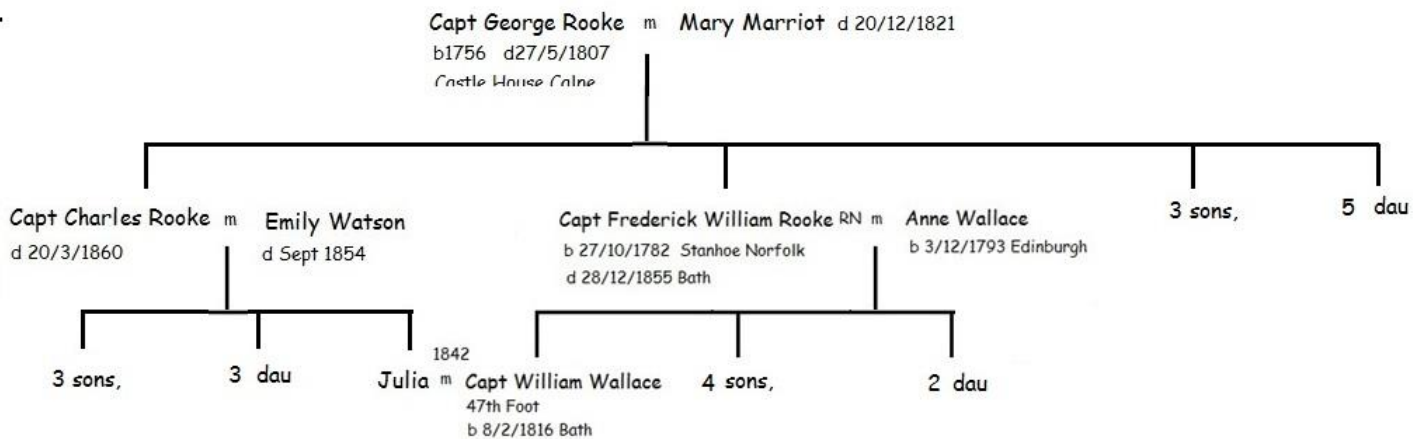 Capt George Rooke m Mary Marriot d 20/12/1821
b1756 d27/5/1807
Castle House Calne
Capt Charles Rooke m Emily Watson
d 20/3/1860 d Sept 1854
Capt Frederick William Rooke RN m Anne Wallace
b 27/10/1782 Stanhoe Norfolk b 3/12/1793 Edinburgh
d 28/12/1855 Bath
3 sons, 5 dau
3 sons, 3 dau
1842
Julia m Capt William Wallace
47th Foot
b 8/2/1816 Bath
4 sons, 2 dau